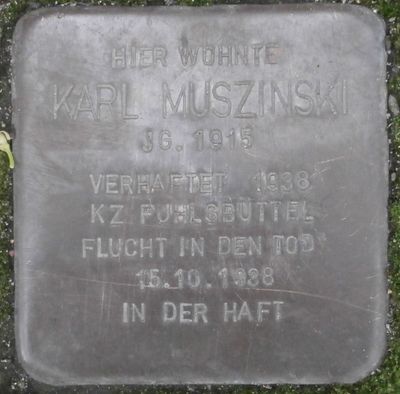 HIER WOHNTE
KARL MUSZINSKI
JG. 1915
VERHAFTET 1938
KZ FUHLSBÜTTEL
FLUCHT IN DEN TOD
15.10.1938
IN DER HAFT